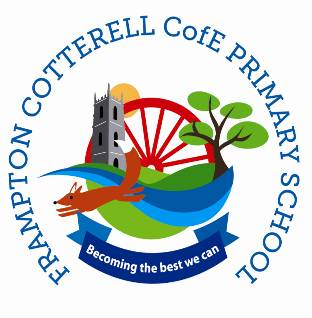 FRAMPTON COTTERELL CofE PRIMARY SCHOOL
Becoming the best we can